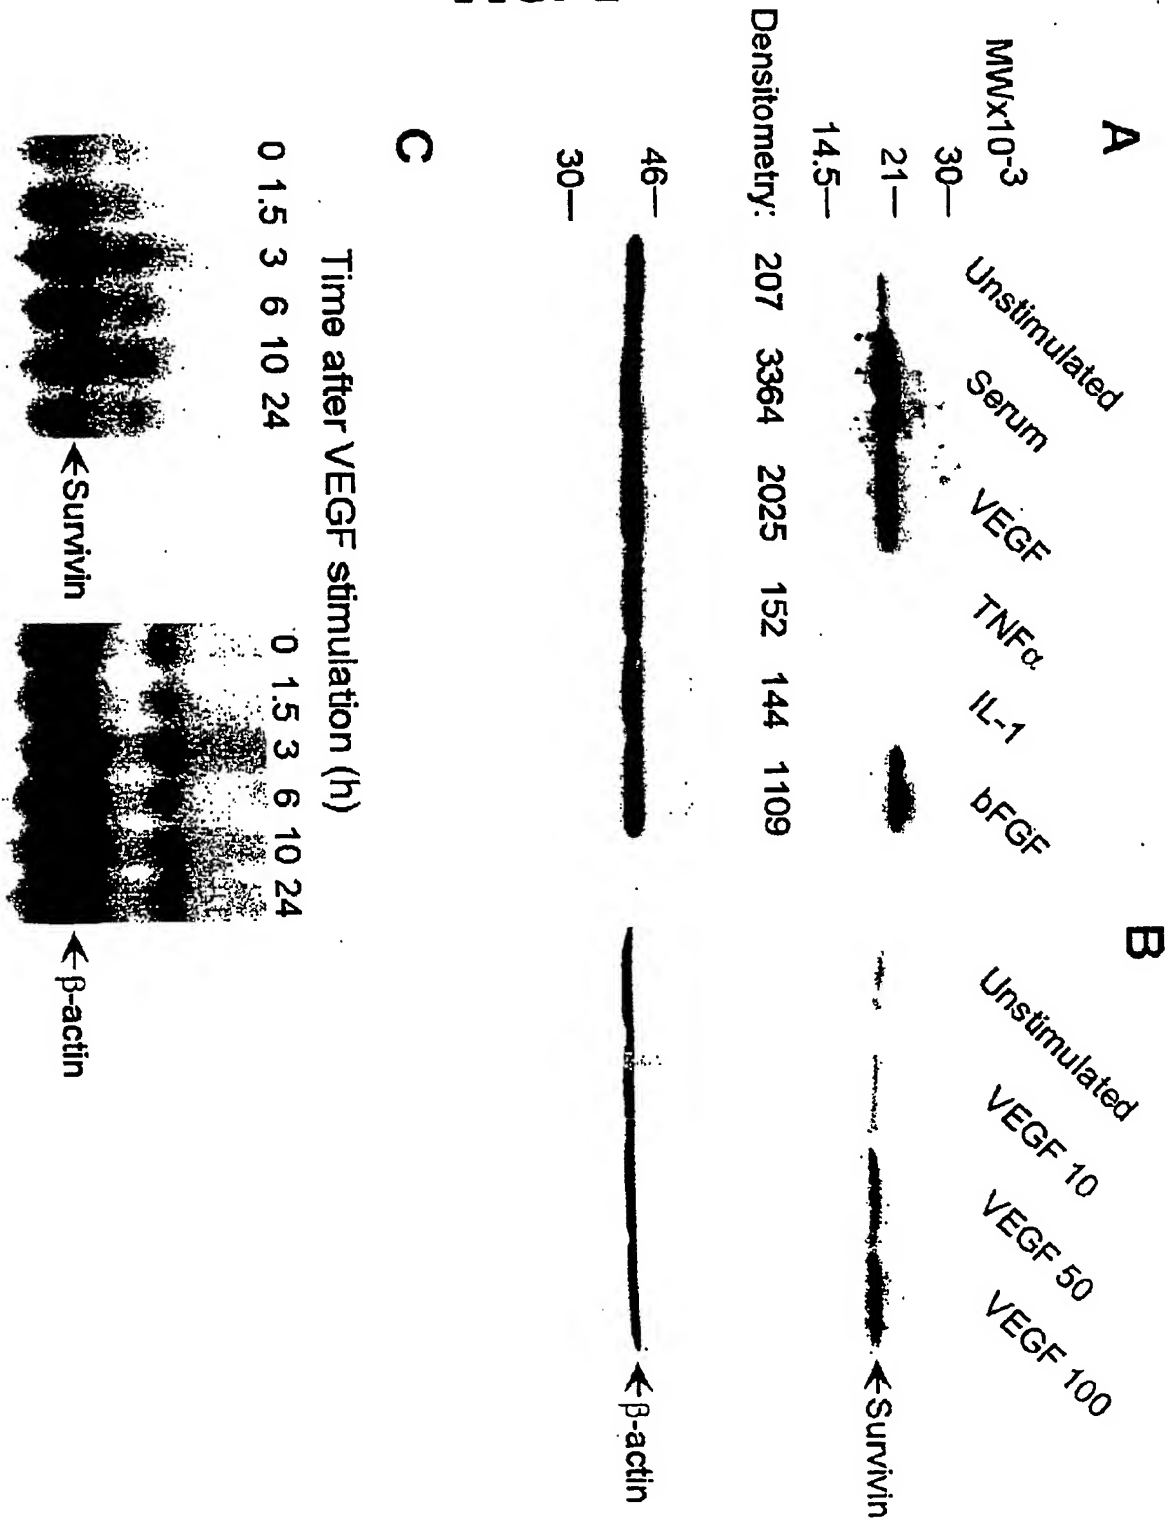 A
MWx10-3
30—
21—
14.5—
Unstimulated
Serum
VEGF
TNFα
IL-1
bFGF
Densitometry: 207 3364 2025 152 144 1109
46—
30—
B
Unstimulated
VEGF 10
VEGF 50
VEGF 100
Survivin
β-actin
C
Time after VEGF stimulation (h)
0 1.5 3 6 10 24
0 1.5 3 6 10 24
Survivin
β-actin